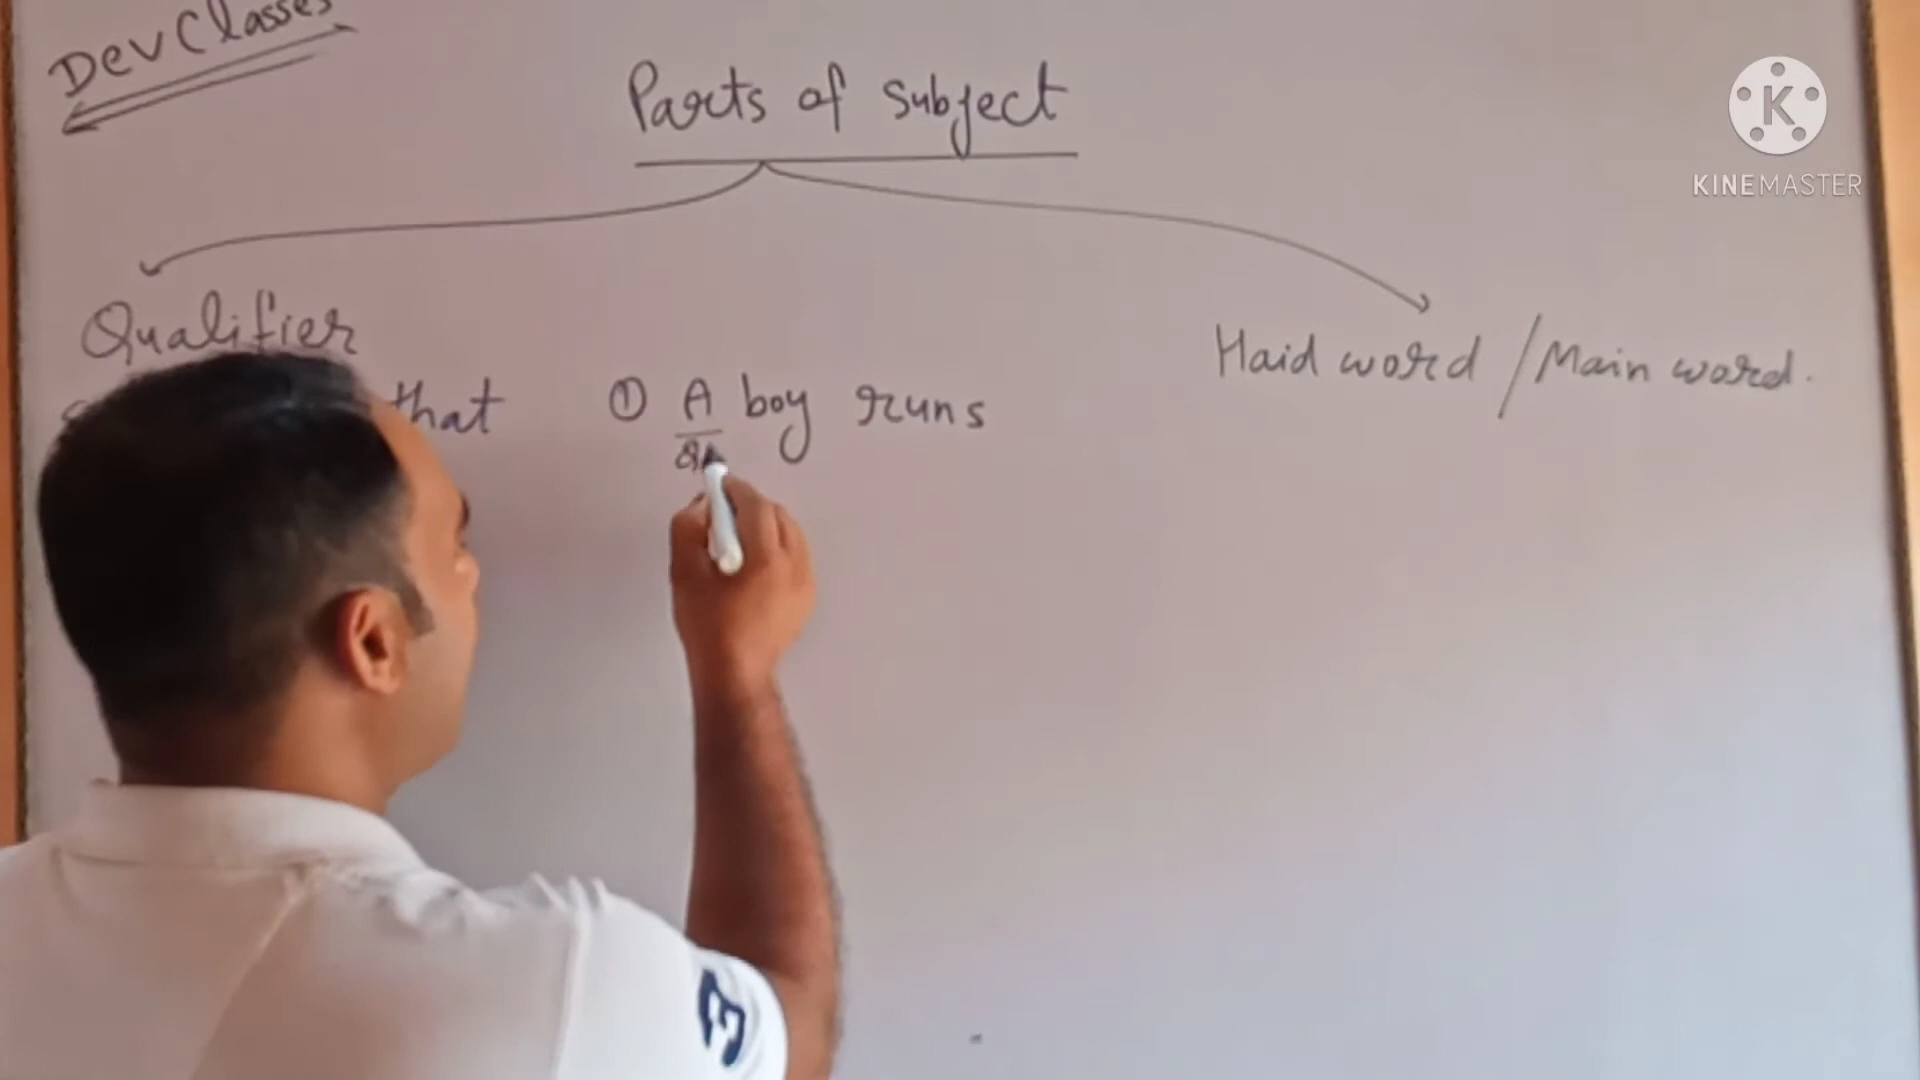 Dev Classes
Parts of Subject
KINEMASTER
Qualifier
Haid word / Main word.
that
① A boy runs